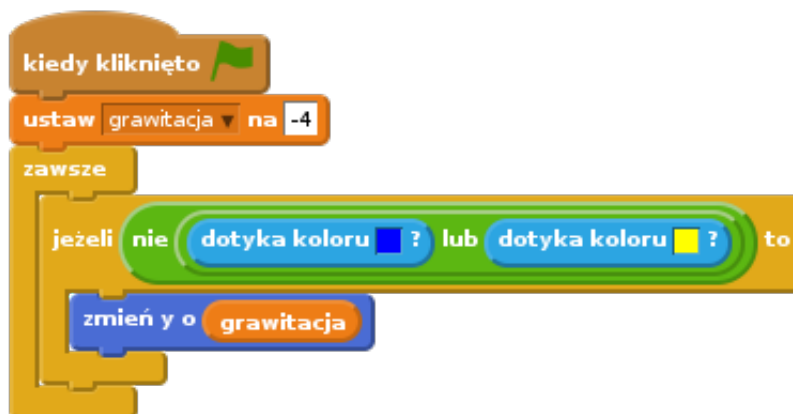 kiedy kliknięto
ustaw grawitacja na -4
zawsze
jeżeli nie dotyka koloru ? lub dotyka koloru ? to
zmień y o grawitacja